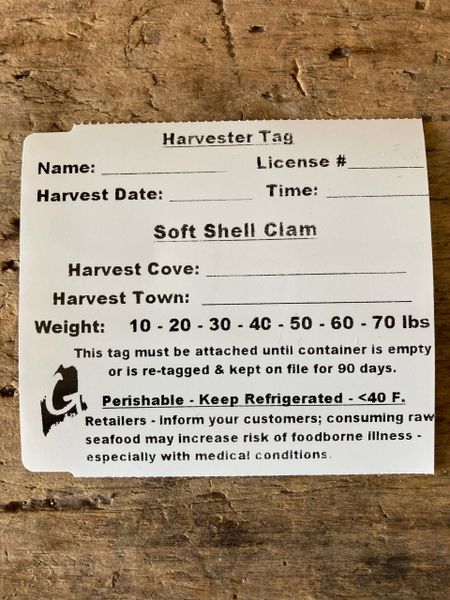 Harvester Tag
Name: ____________ License #________
Harvest Date: ________ Time: __________
Soft Shell Clam
Harvest Cove: ____________________
Harvest Town: ____________________
Weight: 10 - 20 - 30 - 40 - 50 - 60 - 70 lbs
This tag must be attached until container is empty
or is re-tagged & kept on file for 90 days.
G
Perishable - Keep Refrigerated - <40 F.
Retailers - inform your customers; consuming raw
seafood may increase risk of foodborne illness -
especially with medical conditions.